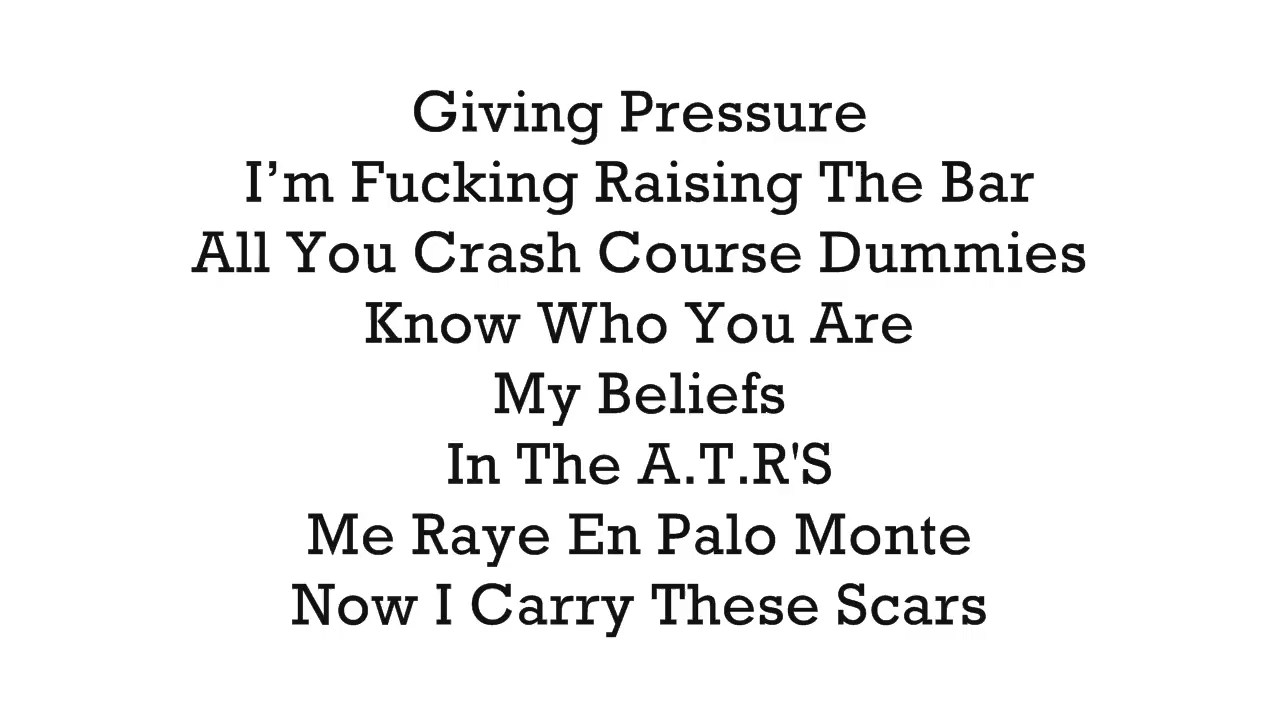 Giving Pressure
I’m Fucking Raising The Bar
All You Crash Course Dummies
Know Who You Are
My Beliefs
In The A.T.R'S
Me Raye En Palo Monte
Now I Carry These Scars